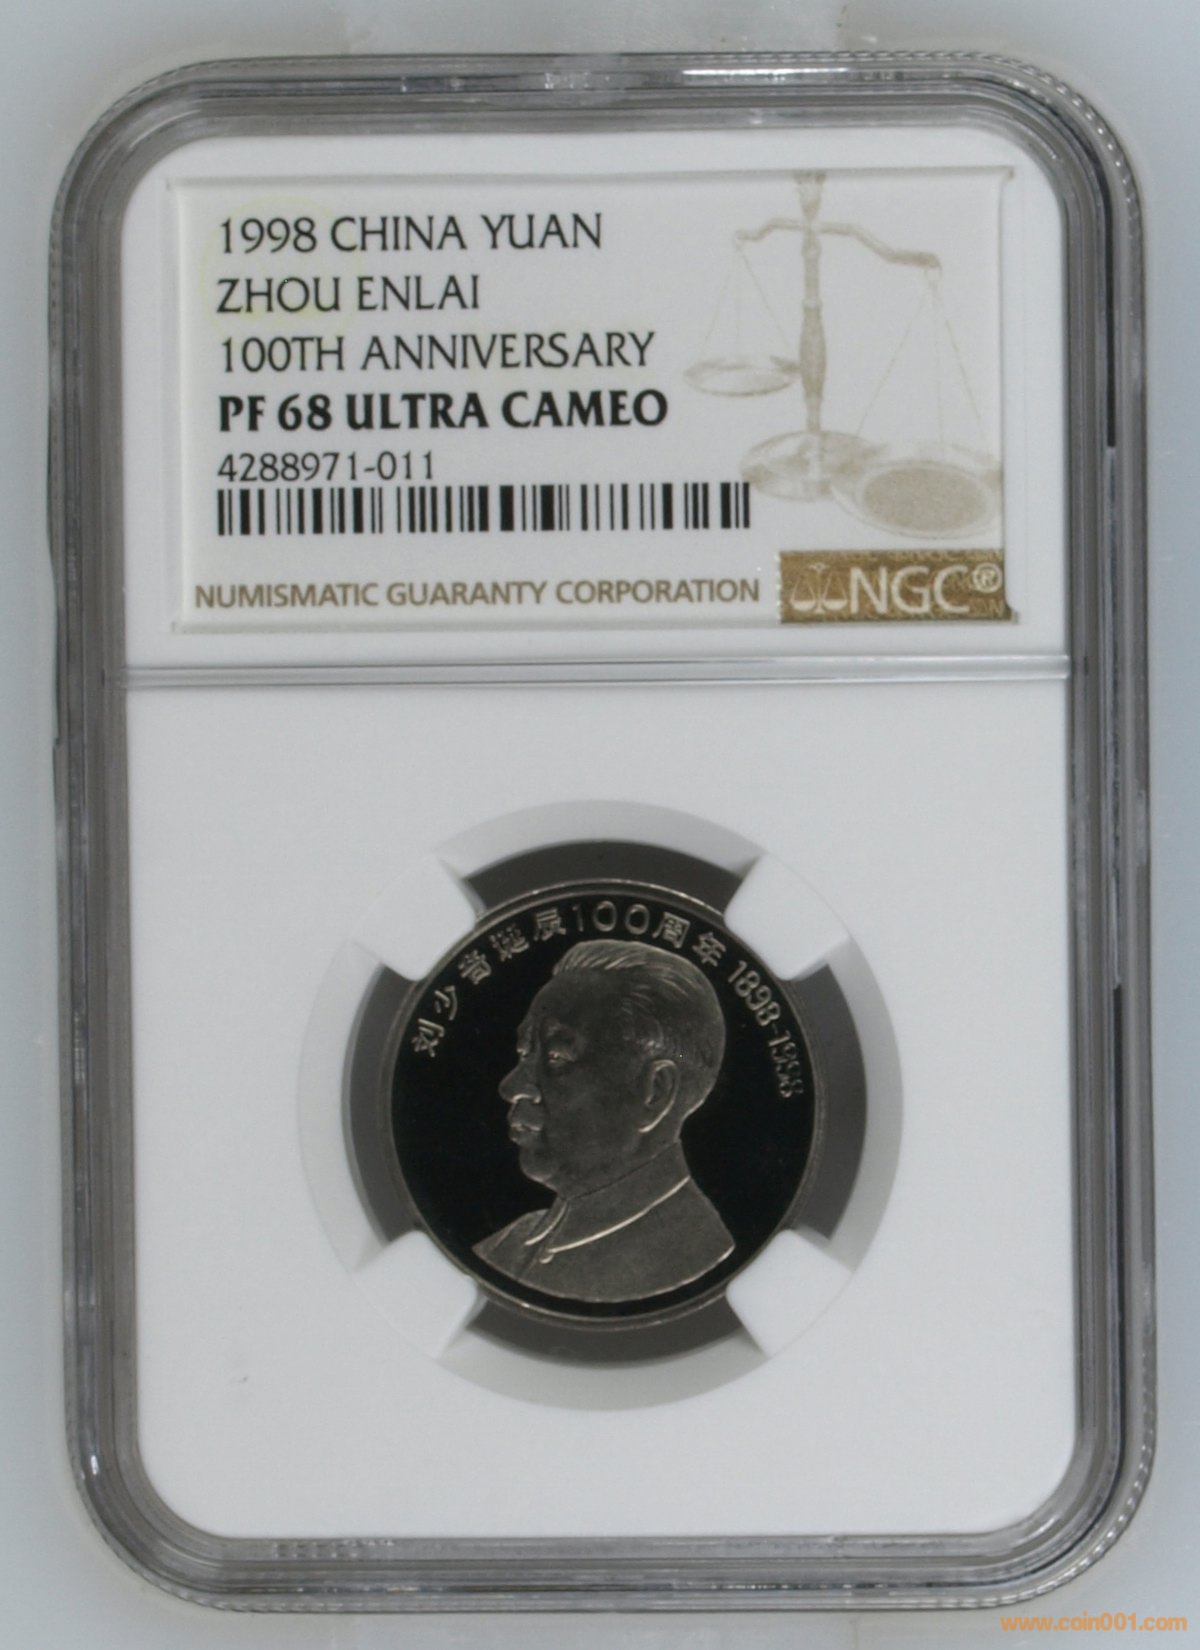 1998 CHINA YUAN
ZHOU ENLAI
100TH ANNIVERSARY
PF 68 ULTRA CAMEO
4288971-011
NUMISMATIC GUARANTY CORPORATION
NGC®
刘少奇诞辰100周年 1898-1998
www.coin001.com